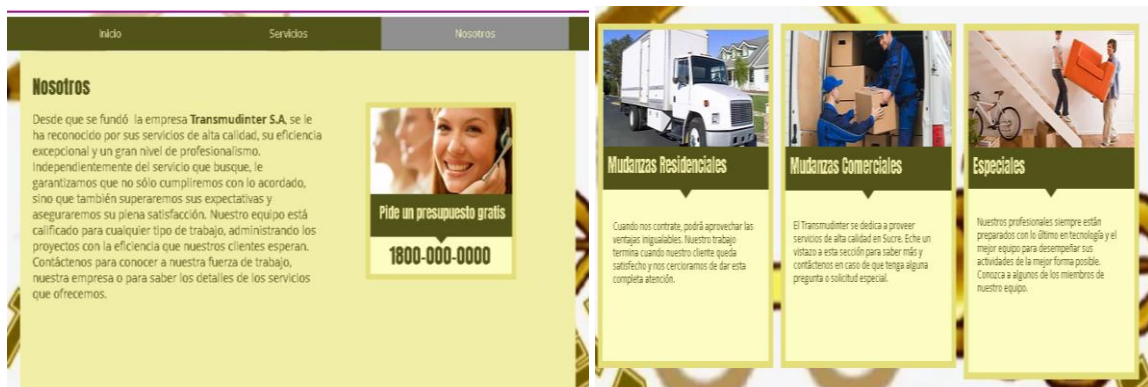 Inicio
Servicios
Nosotros
Nosotros
Desde que se fundó la empresa Transmudinter S.A, se le
ha reconocido por sus servicios de alta calidad, su eficiencia
excepcional y un gran nivel de profesionalismo.
Independientemente del servicio que busque, le
garantizamos que no sólo cumpliremos con lo acordado,
sino que también superaremos sus expectativas y
aseguraremos su plena satisfacción. Nuestro equipo está
calificado para cualquier tipo de trabajo, administrando los
proyectos con la eficiencia que nuestros clientes esperan.
Contáctenos para conocer a nuestra fuerza de trabajo,
nuestra empresa o para saber los detalles de los servicios
que ofrecemos.
Pide un presupuesto gratis
1800-000-0000
Mudanzas Residenciales
Cuando nos contrate, podrá aprovechar las
ventajas inigualables. Nuestro trabajo
termina cuando nuestro cliente queda
satisfecho y nos cercioramos de dar esta
completa atención.
Mudanzas Comerciales
El Transmudinter se dedica a proveer
servicios de alta calidad en Sucre. Eche un
vistazo a esta sección para saber más y
contáctenos en caso de que tenga alguna
pregunta o solicitud especial.
Especiales
Nuestros profesionales siempre están
preparados con lo último en tecnología y el
mejor equipo para desempeñar sus
actividades de la mejor forma posible.
Conozca a algunos de los miembros de
nuestro equipo.